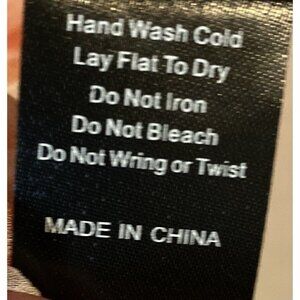 Hand Wash Cold
Lay Flat To Dry
Do Not Iron
Do Not Bleach
Do Not Wring or Twist
MADE IN CHINA